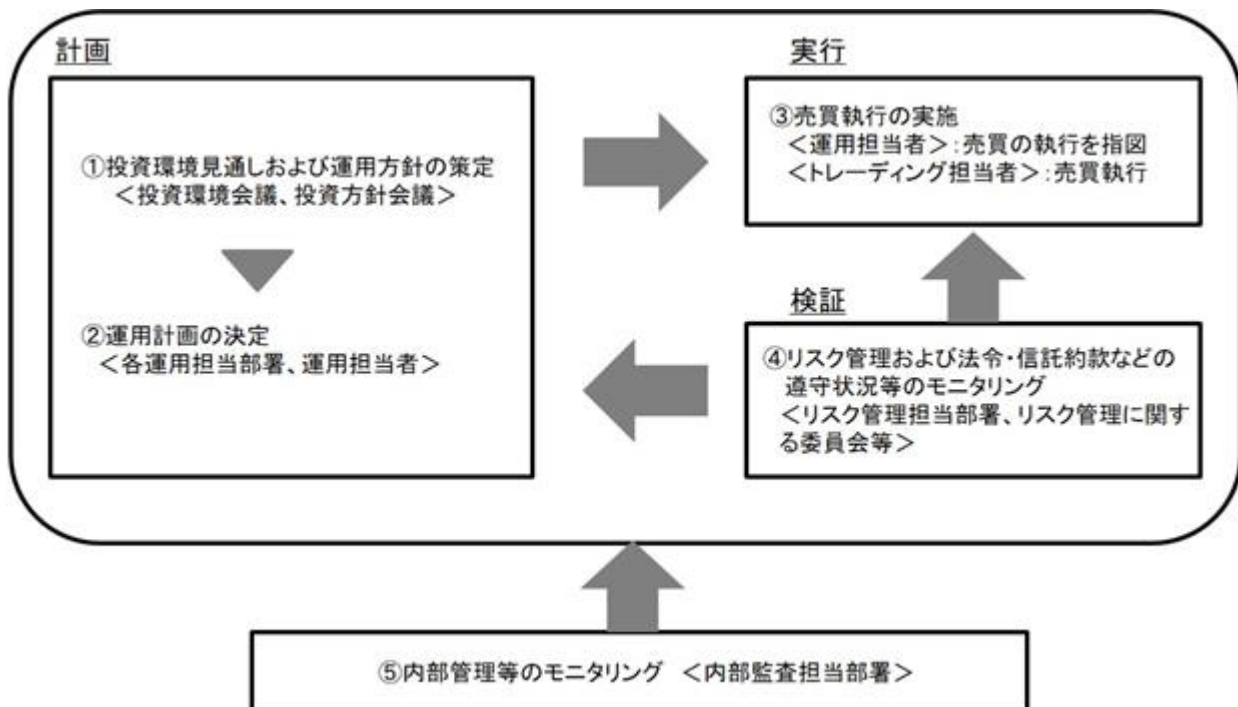 計画
①投資環境見通しおよび運用方針の策定
＜投資環境会議、投資方針会議＞
②運用計画の決定
＜各運用担当部署、運用担当者＞
実行
③売買執行の実施
＜運用担当者＞：売買の執行を指図
＜トレーディング担当者＞：売買執行
検証
④リスク管理および法令・信託約款などの
遵守状況等のモニタリング
＜リスク管理担当部署、リスク管理に関す
る委員会等＞
⑤内部管理等のモニタリング ＜内部監査担当部署＞